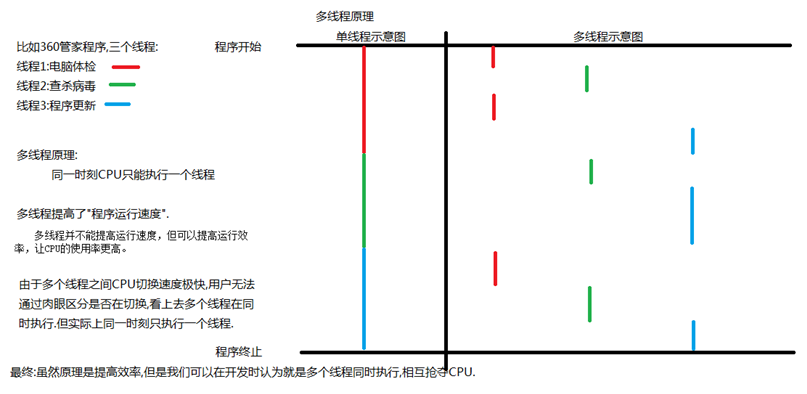 多线程原理
单线程示意图
多线程示意图
比如360管家程序,三个线程:
程序开始
线程1:电脑体检
线程2:查杀病毒
线程3:程序更新
多线程原理:
同一时刻CPU只能执行一个线程
多线程提高了"程序运行速度".
多线程并不能提高运行速度，但可以提高运行效
率，让CPU的使用率更高。
由于多个线程之间CPU切换速度极快,用户无法
通过肉眼区分是否在切换,看上去多个线程在同
时执行.但实际上同一时刻只执行一个线程.
程序终止
最终:虽然原理是提高效率,但是我们可以在开发时认为就是多个线程同时执行,相互抢夺CPU.